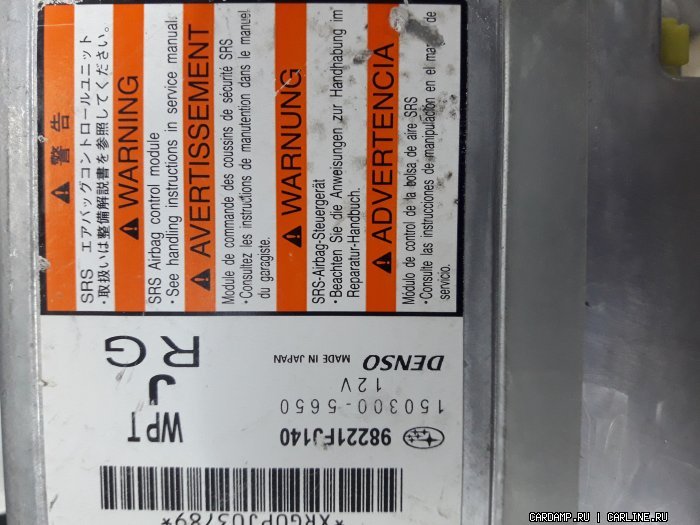 警告
SRS エアバッグコントロールユニット
・取扱いは整備解説書を参照してください。
WARNING
SRS Airbag control module
・See handling instructions in service manual.
AVERTISSEMENT
Module de commande des coussins de sécurité SRS
・Consultez les instructions de manutention dans le manuel
du garagiste.
WARNUNG
SRS-Airbag-Steuergerät
・Beachten Sie die Anweisungen zur Handhabung im
Reparatur-Handbuch.
ADVERTENCIA
Módulo de control de la bolsa de aire SRS
・Consulte las instrucciones de manipulación en el manual de
servicio.
J
RG
WPT
DENSO
MADE IN JAPAN
12V
150300-5650
98221FJ140
*XRG0PJ03789*
CARDAMP.RU | CARLINE.RU